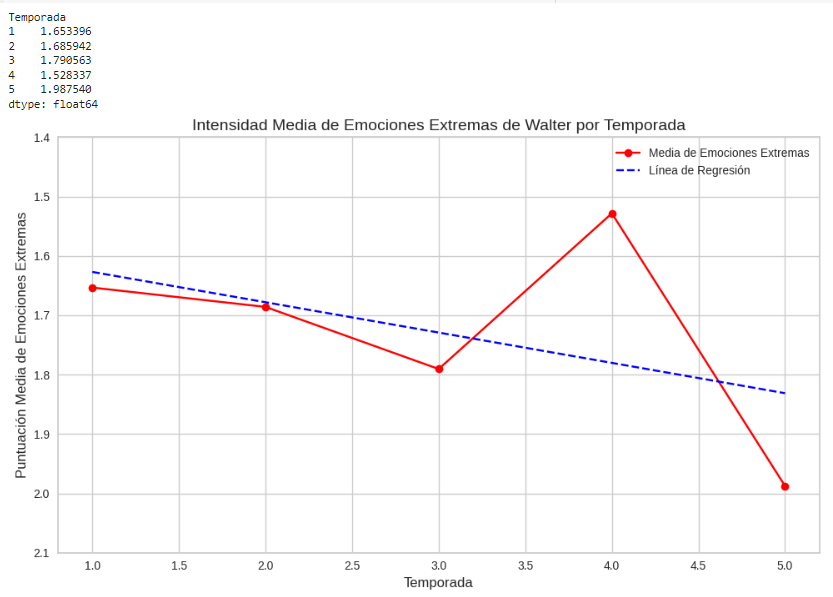 Temporada
1    1.653396
2    1.685942
3    1.790563
4    1.528337
5    1.987540
dtype: float64
Intensidad Media de Emociones Extremas de Walter por Temporada
Media de Emociones Extremas
Línea de Regresión
Puntuación Media de Emociones Extremas
1.4
1.5
1.6
1.7
1.8
1.9
2.0
2.1
1.0 1.5 2.0 2.5 3.0 3.5 4.0 4.5 5.0
Temporada